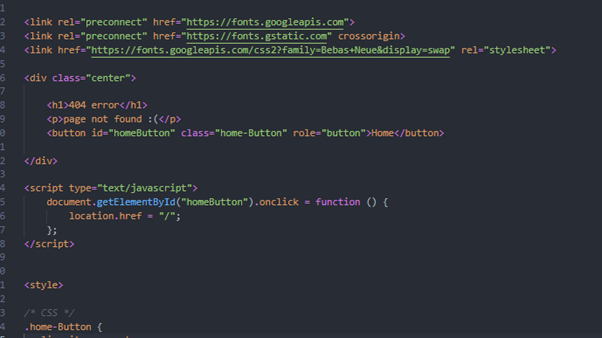 1
2 <link rel="preconnect" href="https://fonts.googleapis.com">
3 <link rel="preconnect" href="https://fonts.gstatic.com" crossorigin>
4 <link href="https://fonts.googleapis.com/css2?family=Bebas+Neue&display=swap" rel="stylesheet">
5
6 <div class="center">
7
8 <h1>404 error</h1>
9 <p>page not found :(</p>
0 <button id="homeButton" class="home-Button" role="button">Home</button>
1
2 </div>
3
4 <script type="text/javascript">
5 document.getElementById("homeButton").onclick = function () {
6 location.href = "/";
7 };
8 </script>
9
0
1 <style>
2
3 /* CSS */
4 .home-Button {